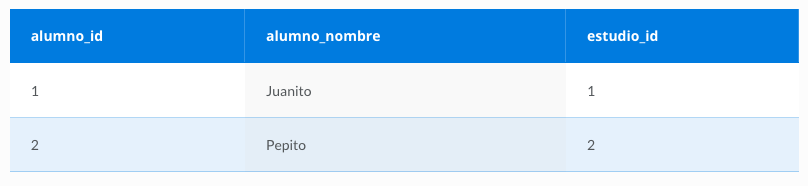 alumno_id alumno_nombre estudio_id
1 Juanito 1
2 Pepito 2